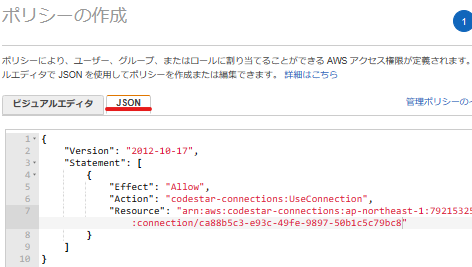 ポリシーの作成
1
ポリシーにより、ユーザー、グループ、またはロールに割り当てることができる AWS アクセス権限が定義されます。
ルエディタで JSON を使用してポリシーを作成または編集できます。 詳細はこちら
ビジュアルエディタ JSON 管理ポリシーの
1 {
2 "Version": "2012-10-17",
3 "Statement": [
4 {
5 "Effect": "Allow",
6 "Action": "codestar-connections:UseConnection",
7 "Resource": "arn:aws:codestar-connections:ap-northeast-1:79215325
:connection/ca88b5c3-e93c-49fe-9897-50b1c5c79bc8"
8 }
9 ]
10 }